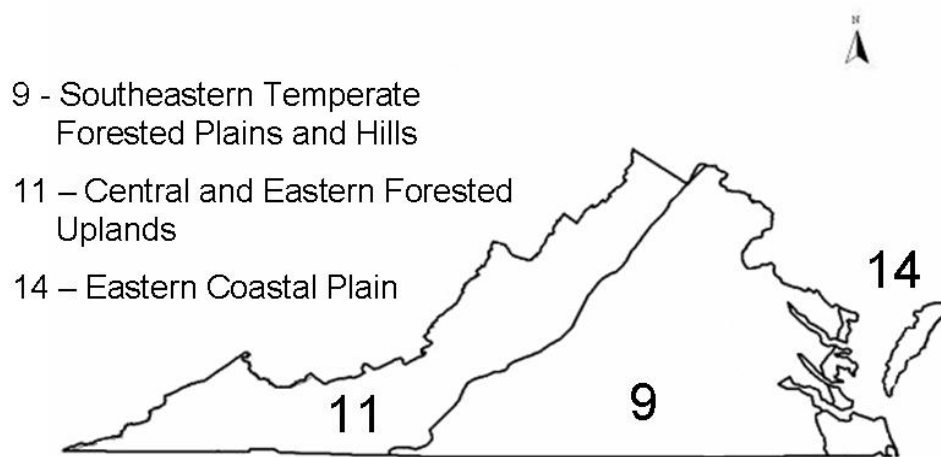 N
9 - Southeastern Temperate
Forested Plains and Hills
11 – Central and Eastern Forested
Uplands
14 – Eastern Coastal Plain
14
11
9